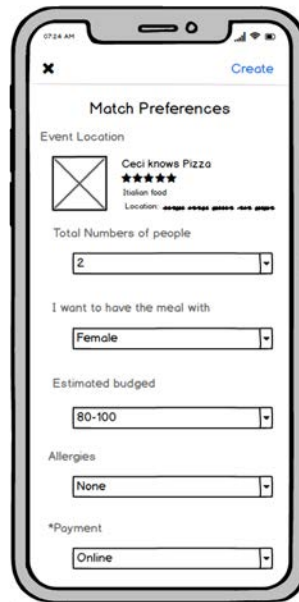 07:24 AM
Create
Match Preferences
Event Location
Ceci knows Pizza
Itialian food
Location:
Total Numbers of people
2
I want to have the meal with
Female
Estimated budged
80-100
Allergies
None
*Payment
Online